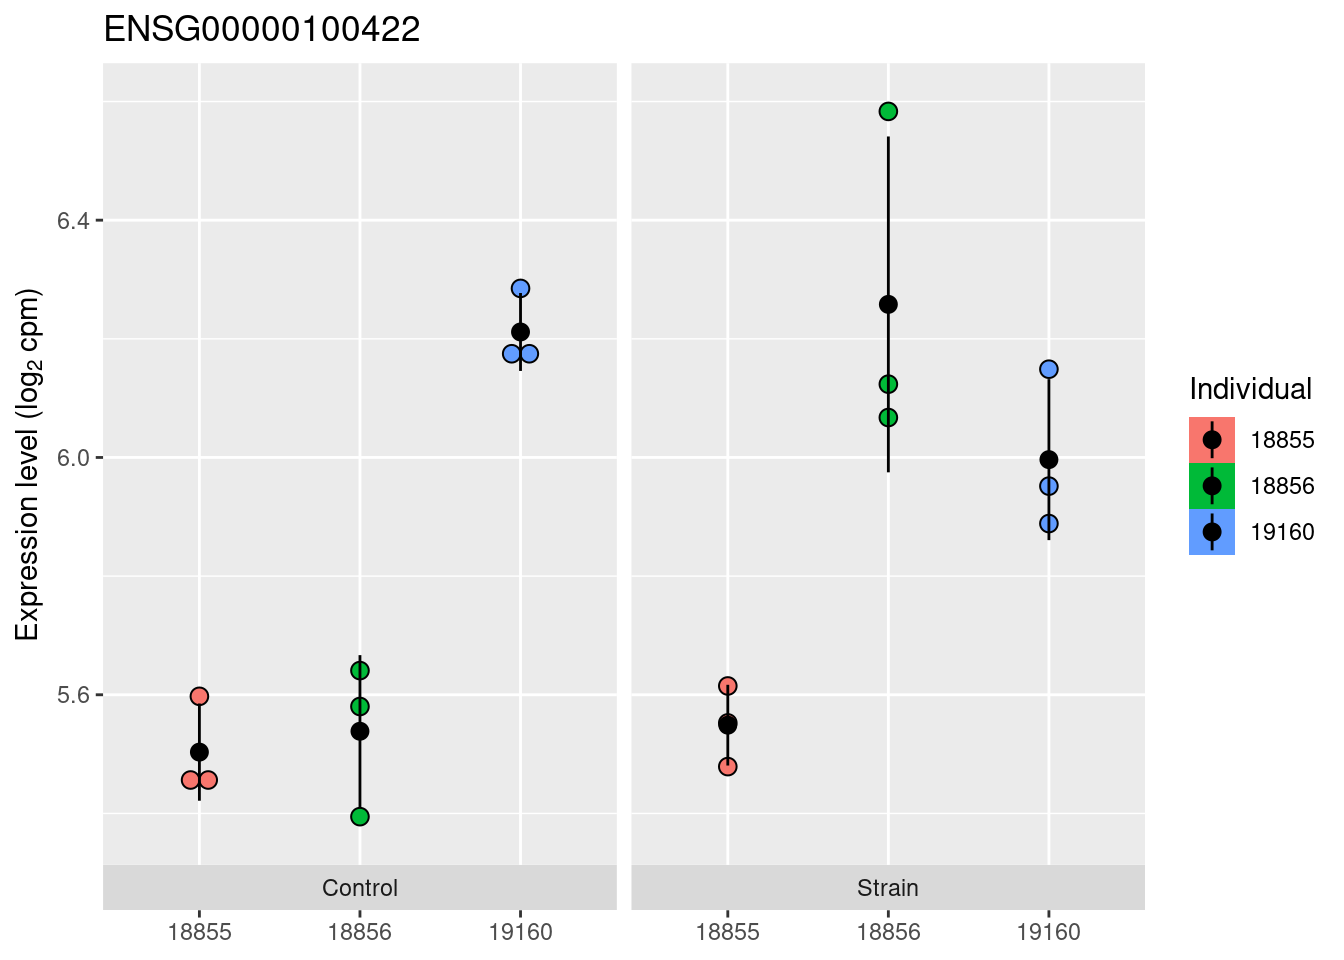 ENSG00000100422
Expression level (log₂ cpm)
6.4
6.0
5.6
Control
Strain
18855
18856
19160
18855
18856
19160
Individual
18855
18856
19160